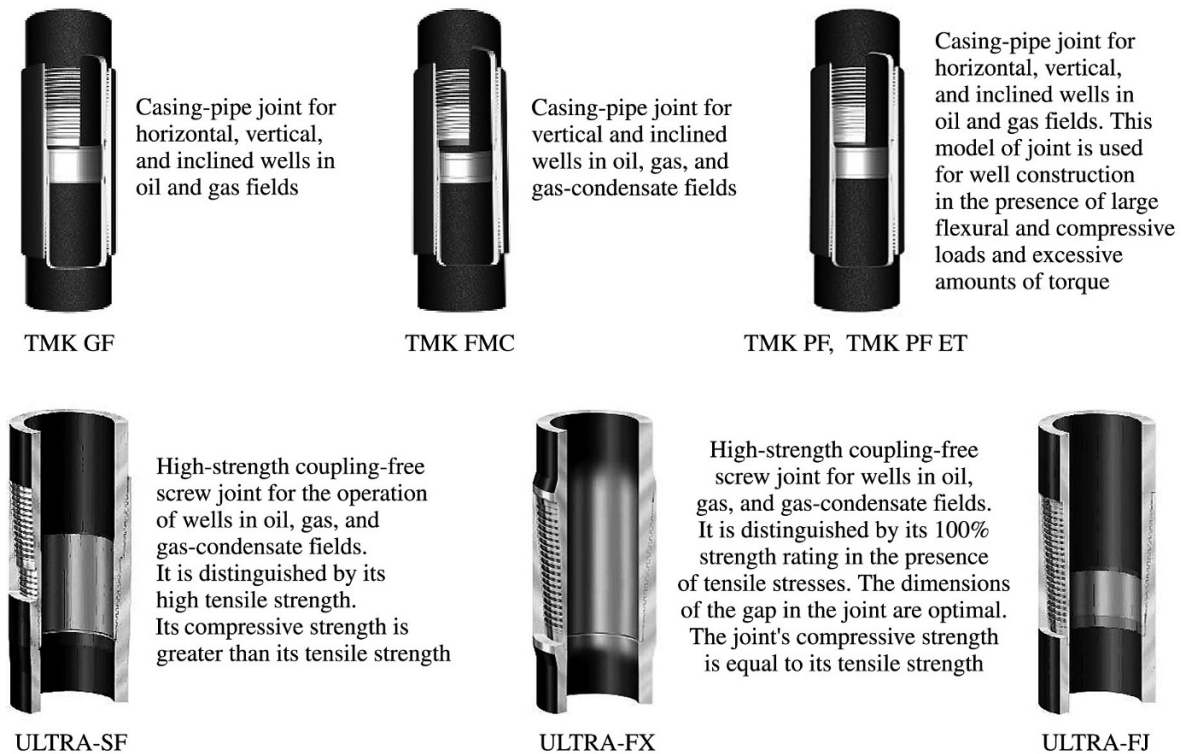 Casing-pipe joint for
horizontal, vertical,
and inclined wells in
oil and gas fields
TMK GF
Casing-pipe joint for
vertical and inclined
wells in oil, gas, and
gas-condensate fields
TMK FMC
Casing-pipe joint for
horizontal, vertical,
and inclined wells in
oil and gas fields. This
model of joint is used
for well construction
in the presence of large
flexural and compressive
loads and excessive
amounts of torque
TMK PF, TMK PF ET
High-strength coupling-free
screw joint for the operation
of wells in oil, gas, and
gas-condensate fields.
It is distinguished by its
high tensile strength.
Its compressive strength is
greater than its tensile strength
ULTRA-SF
High-strength coupling-free
screw joint for wells in oil,
gas, and gas-condensate fields.
It is distinguished by its 100%
strength rating in the presence
of tensile stresses. The dimensions
of the gap in the joint are optimal.
The joint's compressive strength
is equal to its tensile strength
ULTRA-FX
ULTRA-FJ